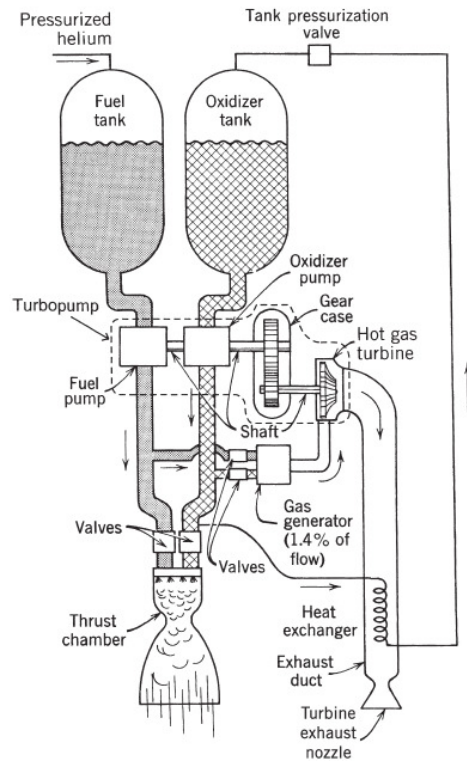 Pressurized
helium
Tank pressurization
valve
Fuel
tank
Oxidizer
tank
Oxidizer
pump
Turbopump
Gear
case
Hot gas
turbine
Fuel
pump
Shaft
Gas
generator
(1.4% of
flow)
Valves
Valves
Thrust
chamber
Heat
exchanger
Exhaust
duct
Turbine
exhaust
nozzle